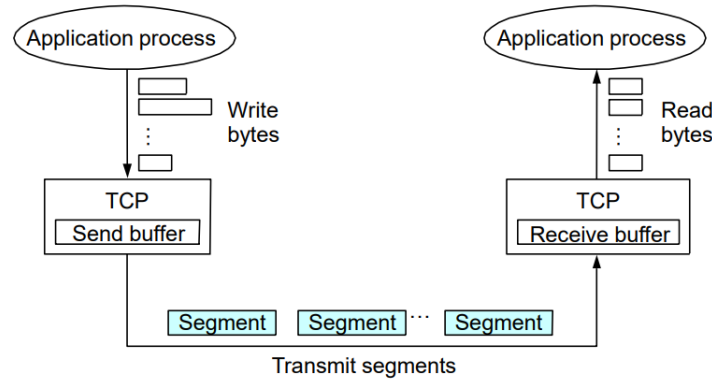 Application process
Application process
Write
bytes
Read
bytes
TCP
Send buffer
TCP
Receive buffer
Segment
Segment
...
Segment
Transmit segments